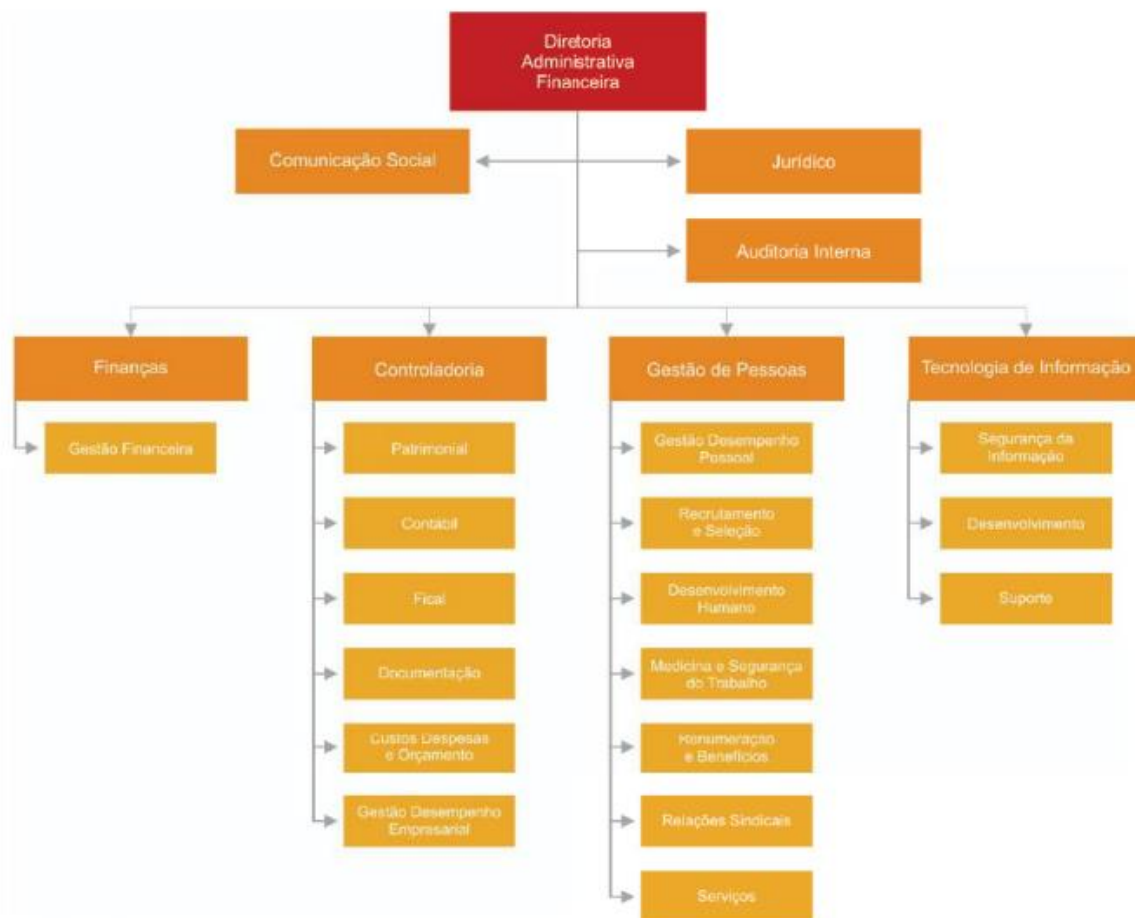 Diretoria
Administrativa
Financeira
Comunicação Social
Jurídico
Auditoria Interna
Finanças
Controladoria
Gestão de Pessoas
Tecnologia de Informação
Gestão Financeira
Patrimonial
Contábil
Fical
Documentação
Custos Despesas
e Orçamento
Gestão Desempenho
Empresarial
Gestão Desempenho
Pessoal
Recrutamento
e Seleção
Desenvolvimento
Humano
Medicina e Segurança
do Trabalho
Renumeração
e Benefícios
Relações Sindicais
Serviços
Segurança da
Informação
Desenvolvimento
Suporte